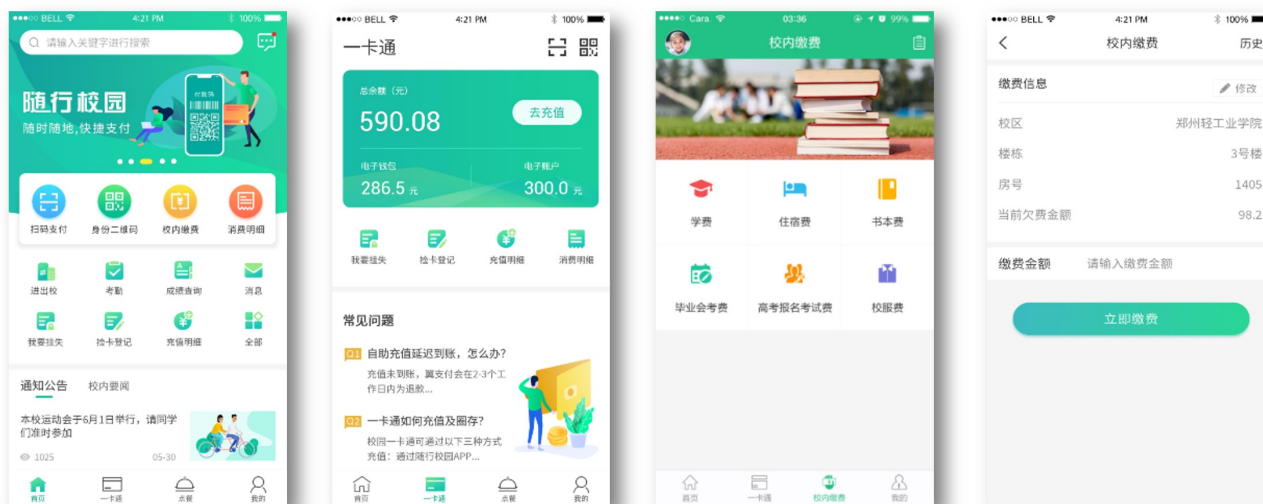 ●●●○○ BELL 4:21 PM 100%
请输入关键字进行搜索
随行校园
随时随地,快捷支付
付款码
扫码支付 身份二维码 校内缴费 消费明细
进出校 考勤 成绩查询 消息
我要挂失 捡卡登记 充值明细 全部
通知公告 校内要闻
本校运动会于6月1日举行，请同学
们准时参加
1025 05-30
首页 一卡通 点餐 我的
●●●○○ BELL 4:21 PM 100%
一卡通
总余额（元）
590.08 去充值
电子钱包 电子账户
286.5 元 300.0 元
我要挂失 捡卡登记 充值明细 消费明细
常见问题
Q1 自助充值延迟到账，怎么办?
充值未到账，翼支付会在2-3个工
作日内为退款...
Q2 一卡通如何充值及圈存?
校园一卡通可通过以下三种方式
充值：通过随行校园APP...
首页 一卡通 点餐 我的
●●●●○ Cara. 03:36 99%
校内缴费
学费 住宿费 书本费
毕业会考费 高考报名考试费 校服费
首页 一卡通 校内缴费 我的
●●●○○ BELL 4:21 PM 100%
校内缴费 历史
缴费信息 修改
校区 郑州轻工业学院
楼栋 3号楼
房号 1405
当前欠费金额 98.2
缴费金额 请输入缴费金额
立即缴费